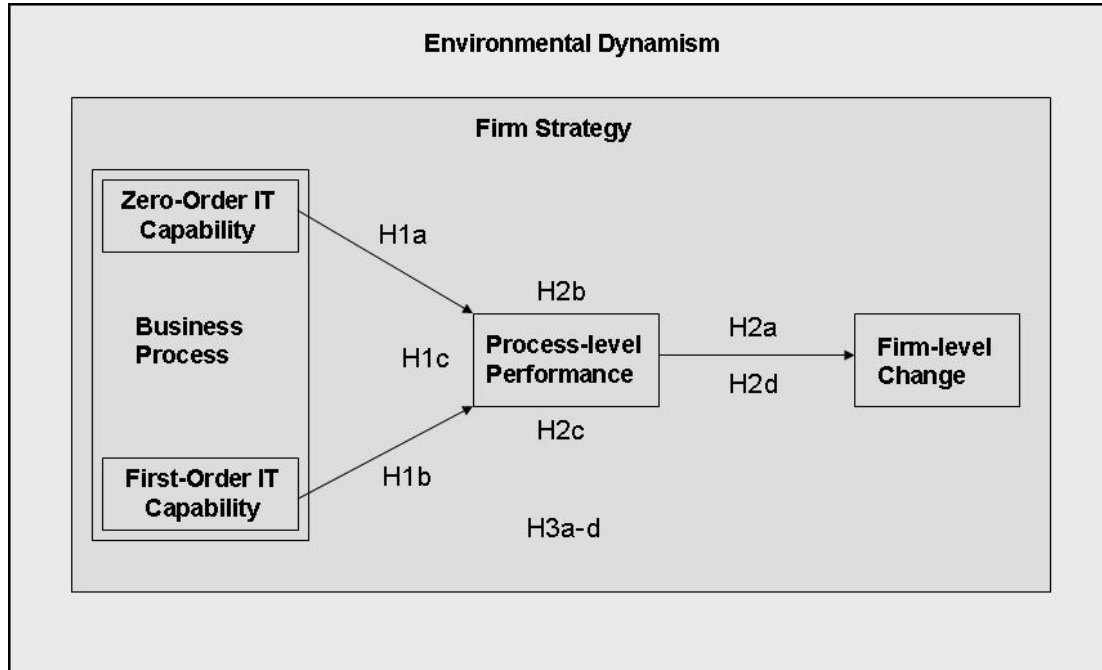 Environmental Dynamism
Firm Strategy
Zero-Order IT
Capability
H1a
Business
Process
H1c
First-Order IT
Capability
H1b
H2b
Process-level
Performance
H2c
H2a
H2d
Firm-level
Change
H3a-d